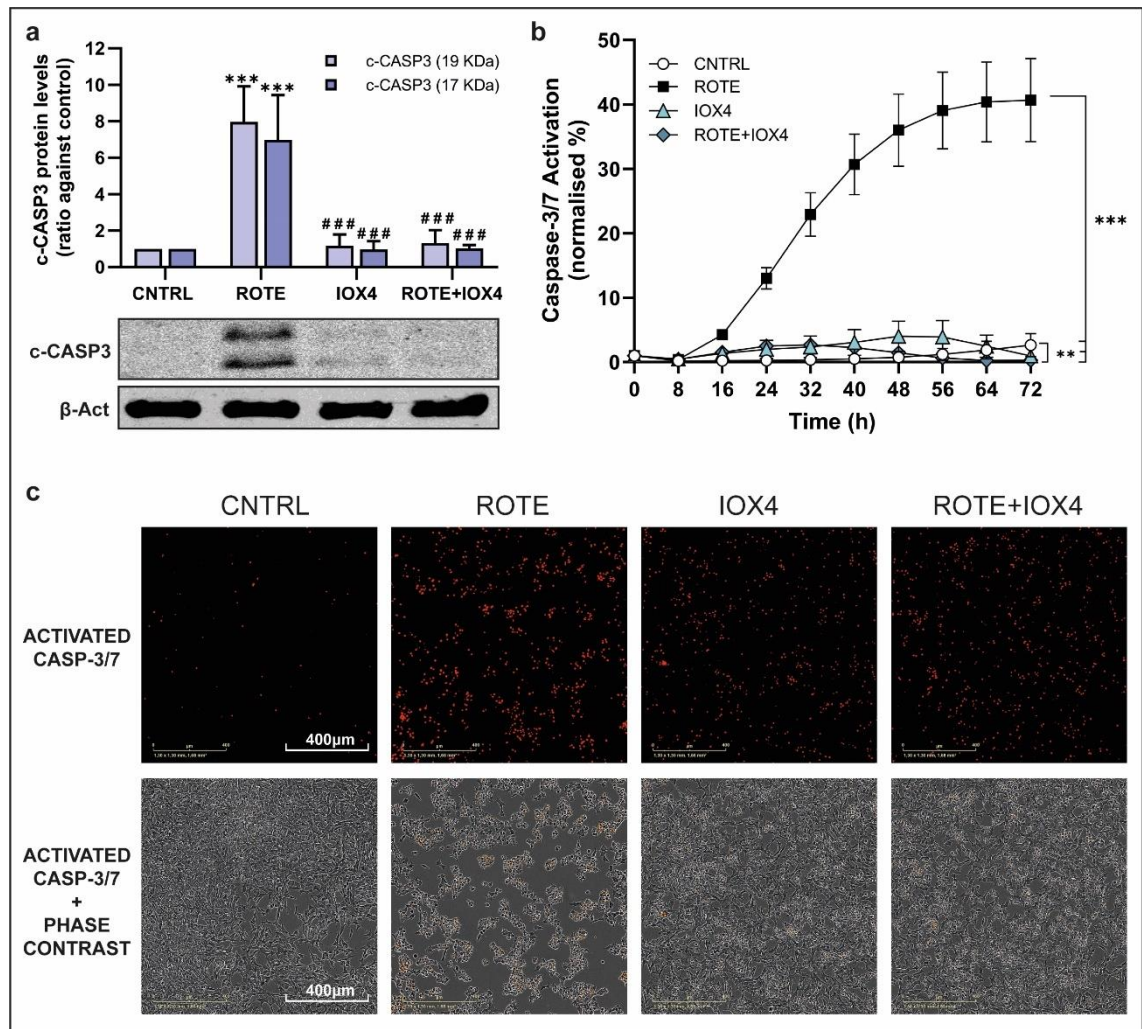 a
c-CASP3 protein levels
(ratio against control)
12
10
8
6
4
2
0
c-CASP3 (19 KDa)
c-CASP3 (17 KDa)
*** ***
### ###
### ###
CNTRL ROTE IOX4 ROTE+IOX4
c-CASP3
β-Act
b
Caspase-3/7 Activation
(normalised %)
50
40
30
20
10
0
CNTRL
ROTE
IOX4
ROTE+IOX4
***
**
0 8 16 24 32 40 48 56 64 72
Time (h)
c
CNTRL ROTE IOX4 ROTE+IOX4
ACTIVATED
CASP-3/7
400µm
ACTIVATED
CASP-3/7
+
PHASE
CONTRAST
400µm